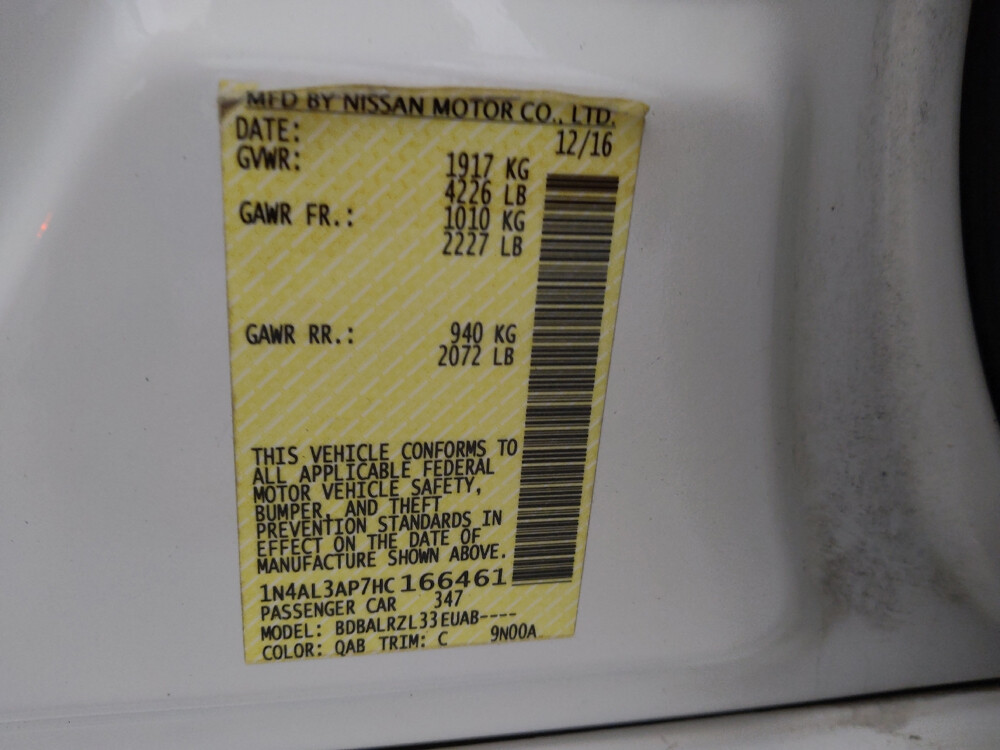 MFD BY NISSAN MOTOR CO., LTD.
DATE: 12/16
GVWR: 1917 KG
4226 LB
GAWR FR.: 1010 KG
2227 LB
GAWR RR.: 940 KG
2072 LB
THIS VEHICLE CONFORMS TO
ALL APPLICABLE FEDERAL
MOTOR VEHICLE SAFETY,
BUMPER, AND THEFT
PREVENTION STANDARDS IN
EFFECT ON THE DATE OF
MANUFACTURE SHOWN ABOVE.
1N4AL3AP7HC166461
PASSENGER CAR 347
MODEL: BDBALRZL33EUAB----
COLOR: QAB TRIM: C 9N00A